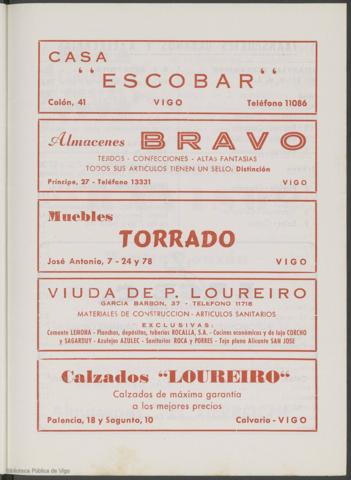 CASA
"ESCOBAR"
Colón, 41 VIGO Teléfono 11086
Almacenes BRAVO
TEJIDOS - CONFECCIONES - ALTAS FANTASIAS
TODOS SUS ARTICULOS TIENEN UN SELLO: Distinción
Príncipe, 27 - Teléfono 13331 VIGO
Muebles
TORRADO
José Antonio, 7 - 24 y 78 VIGO
VIUDA DE P. LOUREIRO
GARCIA BARBON, 37 - TELEFONO 11718
MATERIALES DE CONSTRUCCION - ARTICULOS SANITARIOS
EXCLUSIVAS:
Cemento LEMONA - Planchas, depósitos, tuberías ROCALLA, S.A. - Cocinas económicas y de lujo CORCHO
y SAGARDUY - Azulejos AZULEC - Sanitarios ROCA y PORRES - Teja plana Alicante SAN JOSE
Calzados "LOUREIRO"
Calzados de máxima garantía
a los mejores precios
Palencia, 18 y Sagunto, 10 Calvario - VIGO
Biblioteca Pública de Vigo